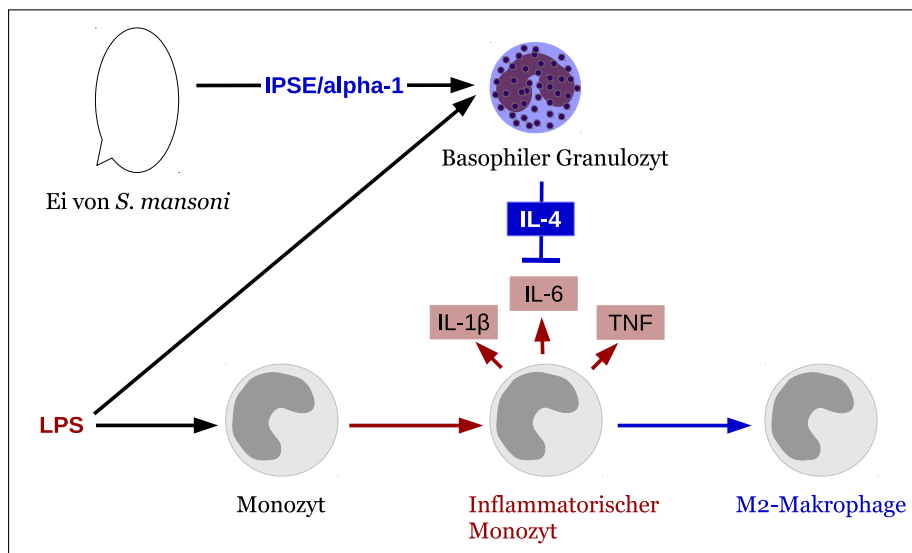 IPSE/alpha-1
Basophiler Granulozyt
Ei von S. mansoni
IL-4
IL-6
IL-1β
TNF
LPS
Monozyt
Inflammatorischer
Monozyt
M2-Makrophage